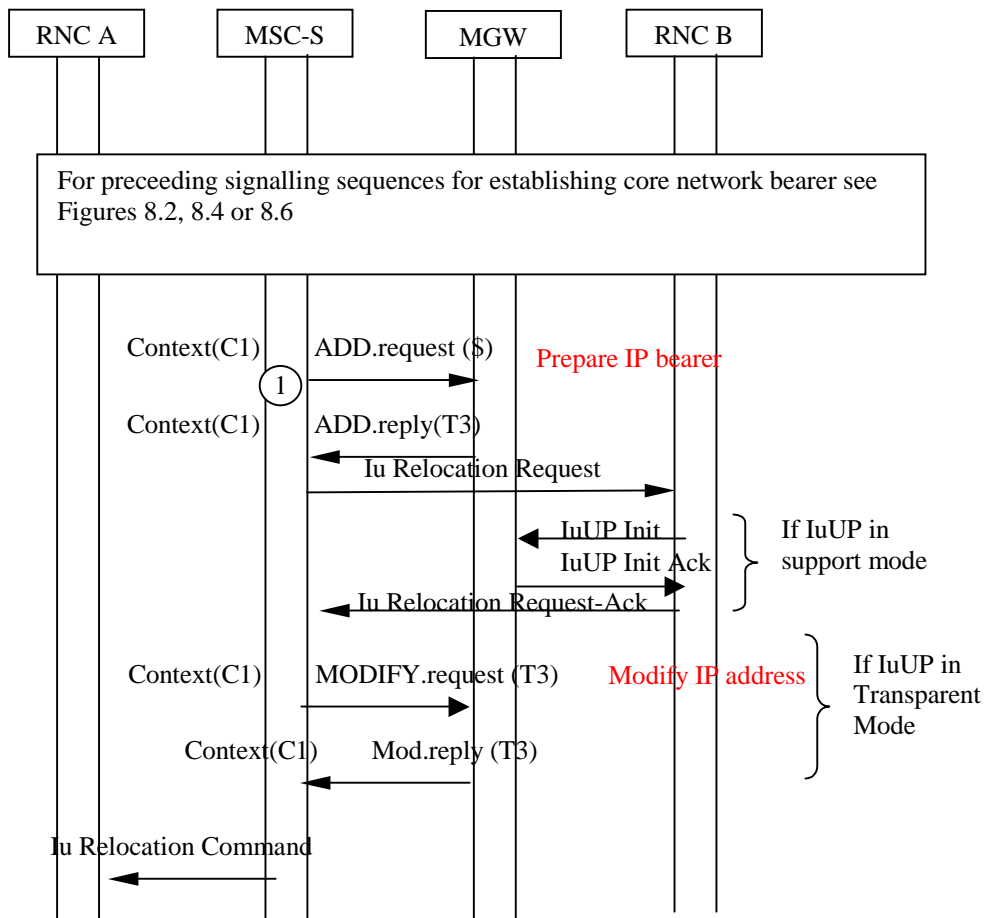 RNC A
MSC-S
MGW
RNC B
For preceeding signalling sequences for establishing core network bearer see
Figures 8.2, 8.4 or 8.6
Context(C1)
ADD.request ($)
Prepare IP bearer
1
Context(C1)
ADD.reply(T3)
Iu Relocation Request
IuUP Init
If IuUP in
support mode
IuUP Init Ack
Iu Relocation Request-Ack
Context(C1)
MODIFY.request (T3)
Modify IP address
If IuUP in
Transparent
Mode
Context(C1)
Mod.reply (T3)
Iu Relocation Command